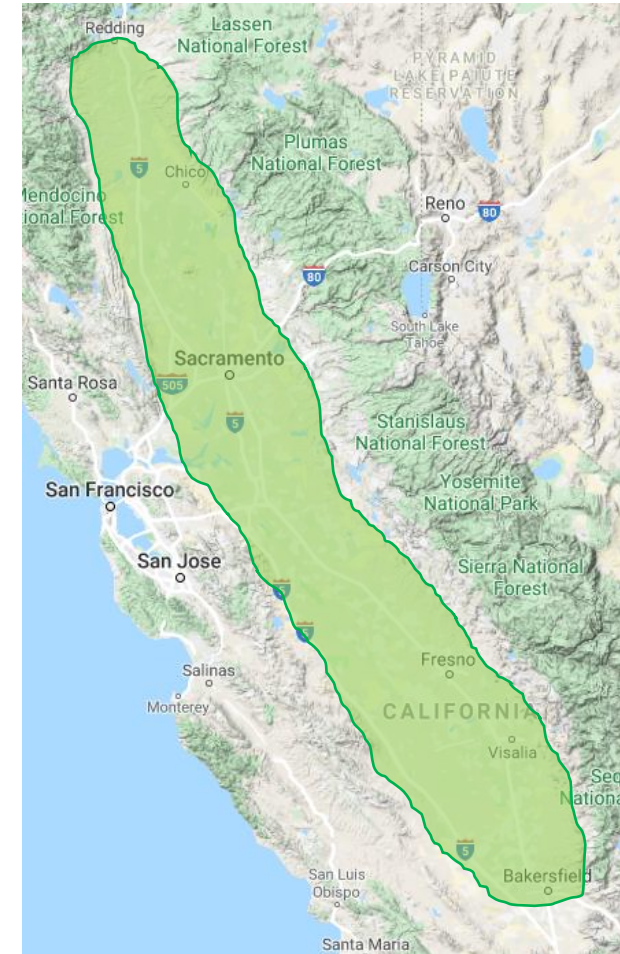 Redding
Lassen
National Forest
PYRAMID
LAKE PAIUTE
RESERVATION
Plumas
National Forest
5
Chico
Mendocino
ional Forest
Reno
80
80
Carson City
South Lake
Tahoe
Sacramento
505
Santa Rosa
5
Stanislaus
National Forest
Yosemite
National Park
San Francisco
San Jose
Sierra National
Forest
5
5
Salinas
Monterey
Fresno
CALIFORNIA
Visalia
Seq
Nationa
5
San Luis
Obispo
Bakersfield
Santa Maria